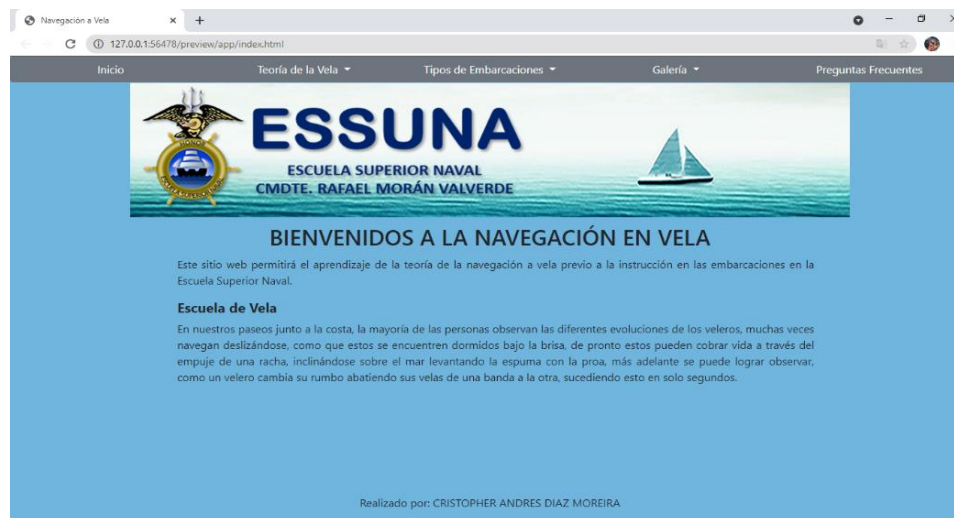 Navegación a Vela
127.0.0.1:56478/preview/app/index.html
Inicio Teoría de la Vela Tipos de Embarcaciones Galería Preguntas Frecuentes
HONOR
ESSUNA
ESCUELA SUPERIOR NAVAL
CMDTE. RAFAEL MORÁN VALVERDE
BIENVENIDOS A LA NAVEGACIÓN EN VELA
Este sitio web permitirá el aprendizaje de la teoría de la navegación a vela previo a la instrucción en las embarcaciones en la
Escuela Superior Naval.
Escuela de Vela
En nuestros paseos junto a la costa, la mayoría de las personas observan las diferentes evoluciones de los veleros, muchas veces
navegan deslizándose, como que estos se encuentren dormidos bajo la brisa, de pronto estos pueden cobrar vida a través del
empuje de una racha, inclinándose sobre el mar levantando la espuma con la proa, más adelante se puede lograr observar,
como un velero cambia su rumbo abatiendo sus velas de una banda a la otra, sucediendo esto en solo segundos.
Realizado por: CRISTOPHER ANDRES DIAZ MOREIRA